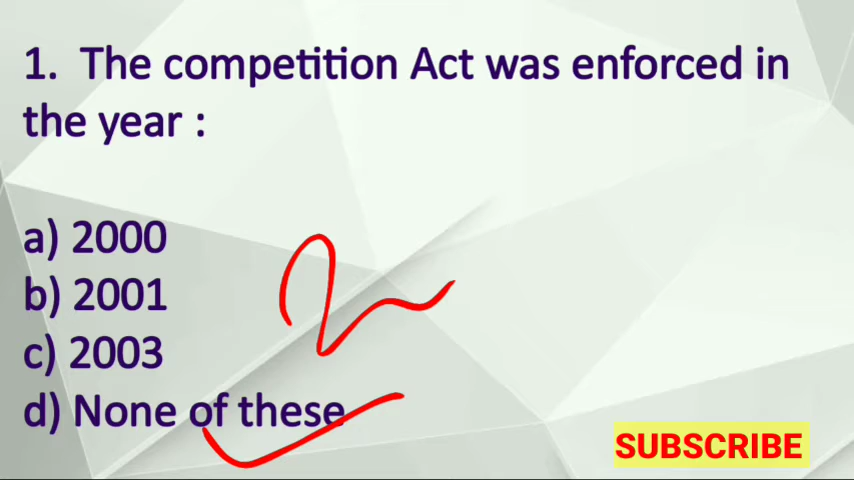 1. The competition Act was enforced in
the year :
a) 2000
b) 2001
c) 2003
d) None of these
SUBSCRIBE